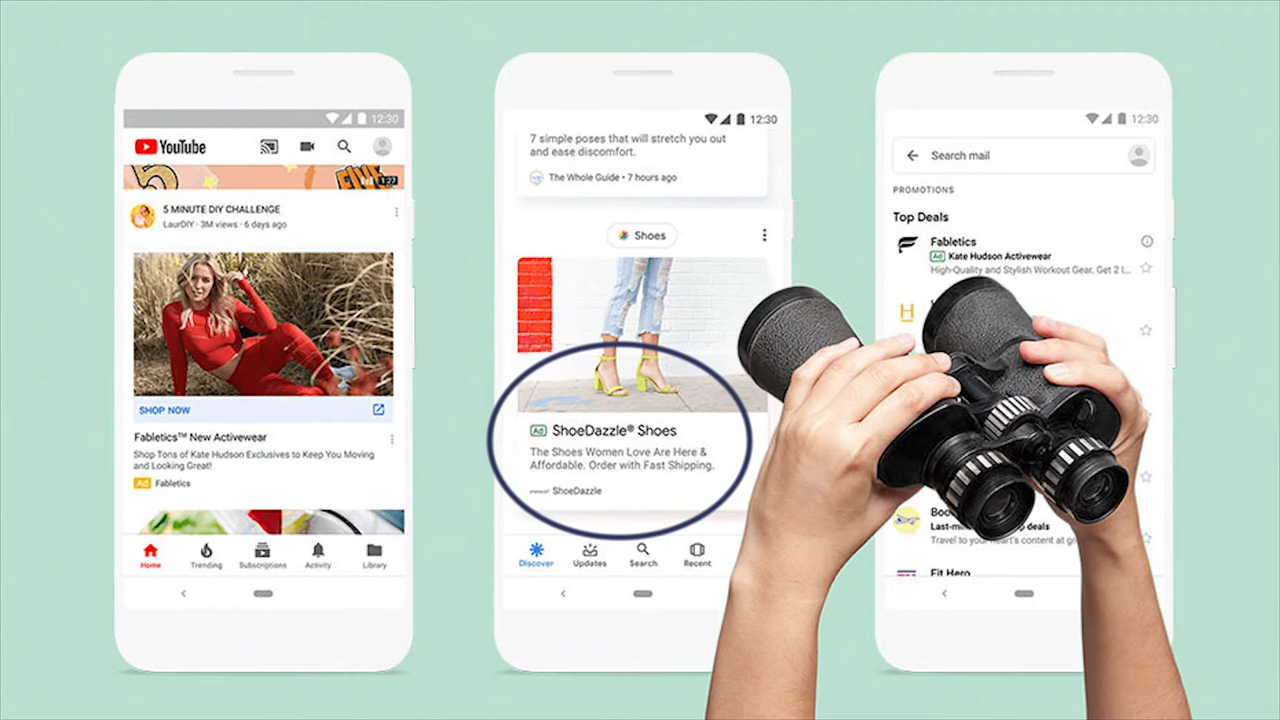 12:30
YouTube
1:27
5 MINUTE DIY CHALLENGE
LaurDIY · 3M views · 6 days ago
SHOP NOW
Fabletics™ New Activewear
Shop Tons of Kate Hudson Exclusives to Keep You Moving
and Looking Great!
Ad Fabletics
Home Trending Subscriptions Activity Library
12:30
7 simple poses that will stretch you out
and ease discomfort.
The Whole Guide • 7 hours ago
Shoes
Ad ShoeDazzle® Shoes
The Shoes Women Love Are Here &
Affordable. Order with Fast Shipping.
ShoeDazzle
Discover Updates Search Recent
12:30
Search mail
PROMOTIONS
Top Deals
Fabletics
Ad Kate Hudson Activewear
High-Quality and Stylish Workout Gear. Get 2 l...
H
deals
Travel to your heart's content at
Fit Hero